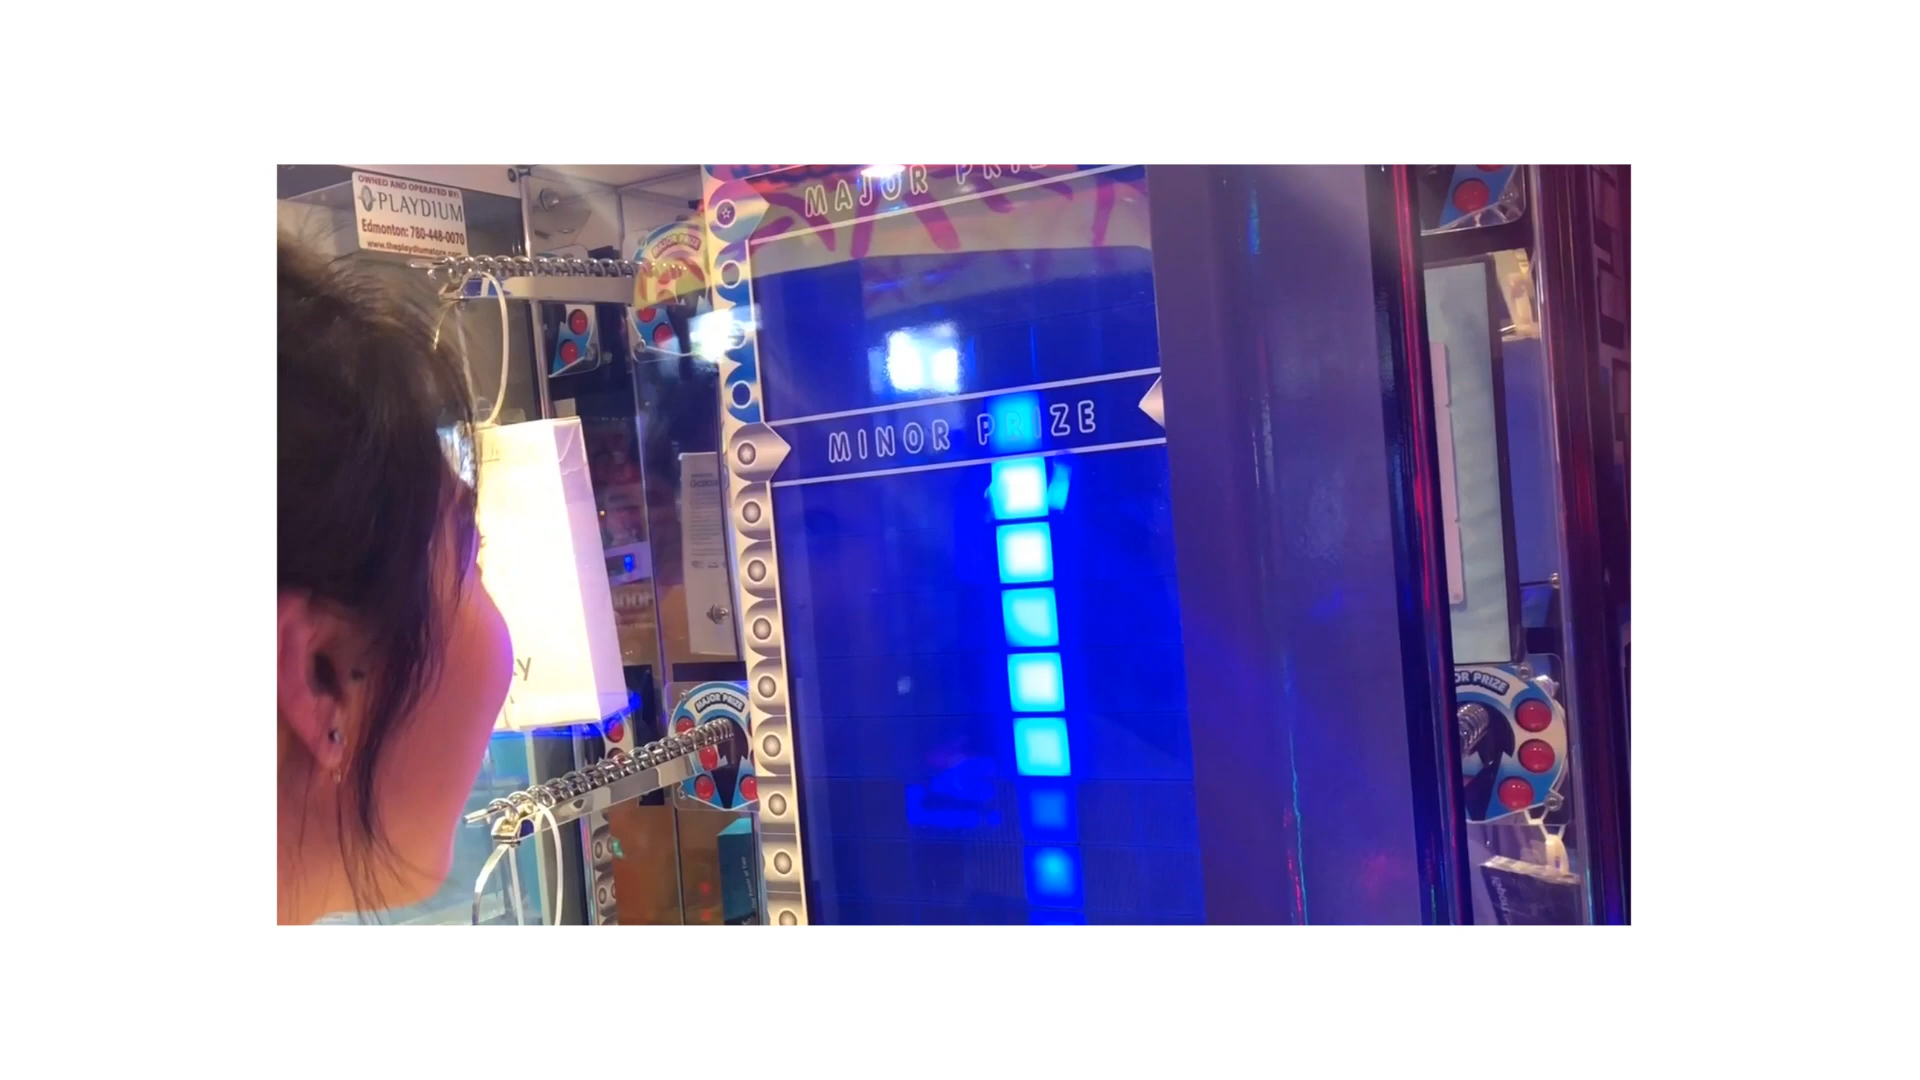 OWNED AND OPERATED BY:
PLAYDIUM
Edmonton: 780-448-0070
www.theplaydiumstore.com
MAJOR PRIZE
MAJOR PRIZE
MINOR PRIZE
MAJOR PRIZE
OR PRIZE